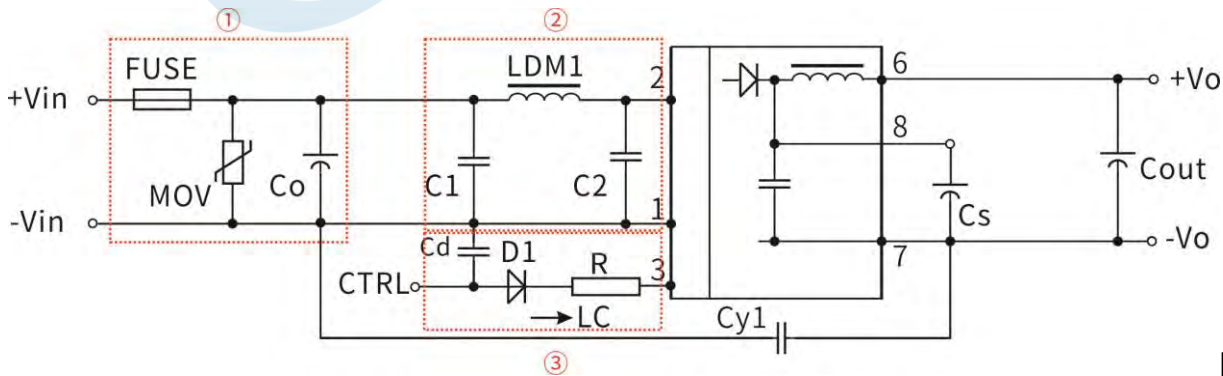 ① ②
FUSE LDM1 2 6
+Vin +Vo
8
MOV Co C1 C2 1 Cs Cout
-Vin 7 -Vo
Cd D1 R 3
CTRL
LC Cy1
③